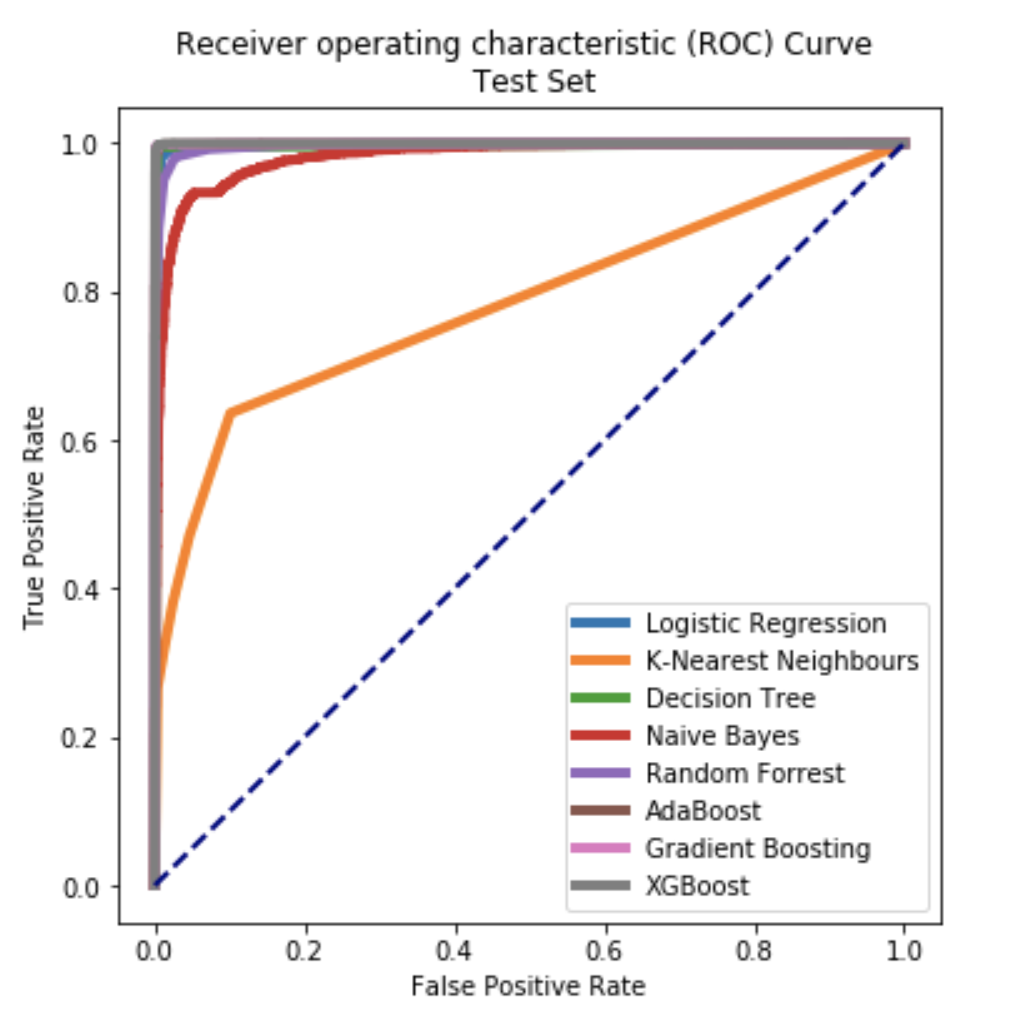 Receiver operating characteristic (ROC) Curve
Test Set
1.0
0.8
0.6
0.4
0.2
0.0
True Positive Rate
0.0 0.2 0.4 0.6 0.8 1.0
False Positive Rate
Logistic Regression
K-Nearest Neighbours
Decision Tree
Naive Bayes
Random Forrest
AdaBoost
Gradient Boosting
XGBoost